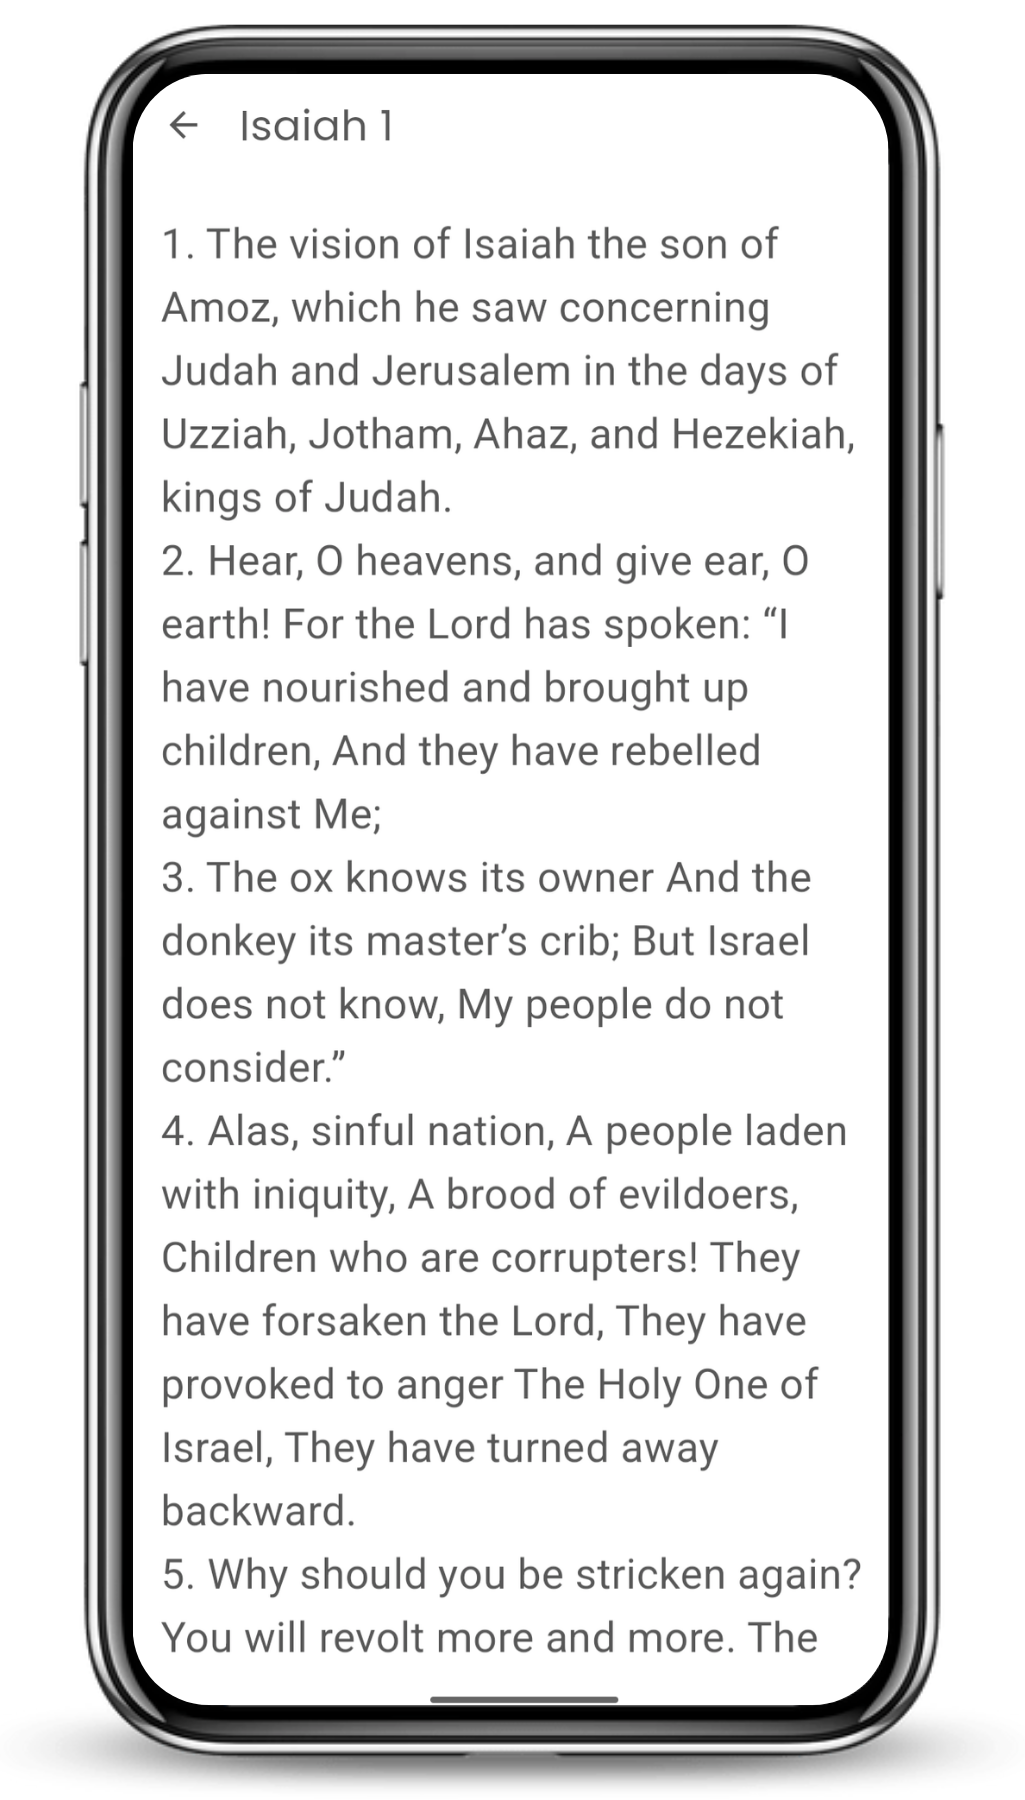 Isaiah 1
1. The vision of Isaiah the son of
Amoz, which he saw concerning
Judah and Jerusalem in the days of
Uzziah, Jotham, Ahaz, and Hezekiah,
kings of Judah.
2. Hear, O heavens, and give ear, O
earth! For the Lord has spoken: “I
have nourished and brought up
children, And they have rebelled
against Me;
3. The ox knows its owner And the
donkey its master’s crib; But Israel
does not know, My people do not
consider.”
4. Alas, sinful nation, A people laden
with iniquity, A brood of evildoers,
Children who are corrupters! They
have forsaken the Lord, They have
provoked to anger The Holy One of
Israel, They have turned away
backward.
5. Why should you be stricken again?
You will revolt more and more. The